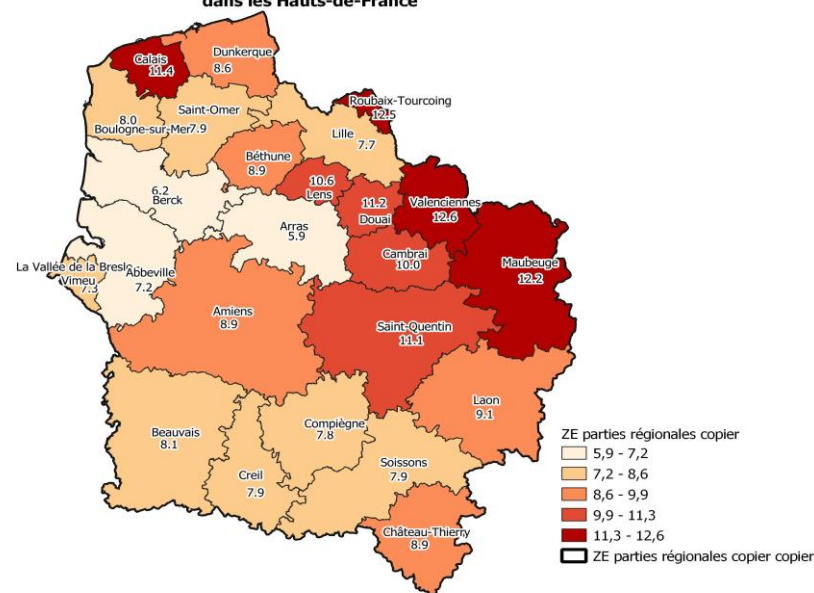 dans les Hauts-de-France
Dunkerque
8.6
Calais
11.4
Roubaix-Tourcoing
12.5
Saint-Omer
7.9
8.0
Boulogne-sur-Mer
Lille
7.7
Béthune
8.9
10.6
Lens
11.2
Douai
Valenciennes
12.6
6.2
Berck
Arras
5.9
Cambrai
10.0
Maubeuge
12.2
La Vallée de la Bresle
Vimeu
7.3
Abbeville
7.2
Amiens
8.9
Saint-Quentin
11.1
Laon
9.1
Beauvais
8.1
Compiègne
7.8
Creil
7.9
Soissons
7.9
Château-Thierry
8.9
ZE parties régionales copier
5,9 - 7,2
7,2 - 8,6
8,6 - 9,9
9,9 - 11,3
11,3 - 12,6
ZE parties régionales copier copier